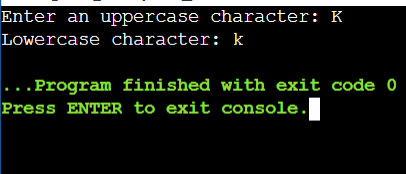 Enter an uppercase character: K
Lowercase character: k
...Program finished with exit code 0
Press ENTER to exit console.